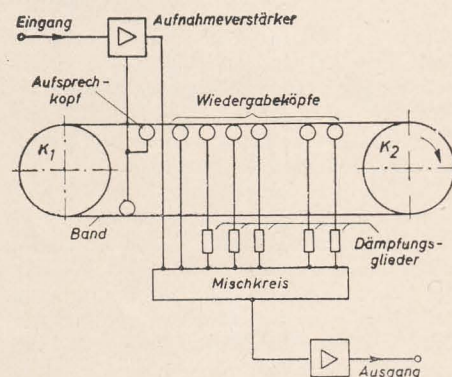 Eingang
Aufnahmeverstärker
Aufsprech-
kopf
Wiedergabeköpfe
K1
K2
Band
Dämpfungs-
glieder
Mischkreis
Ausgang